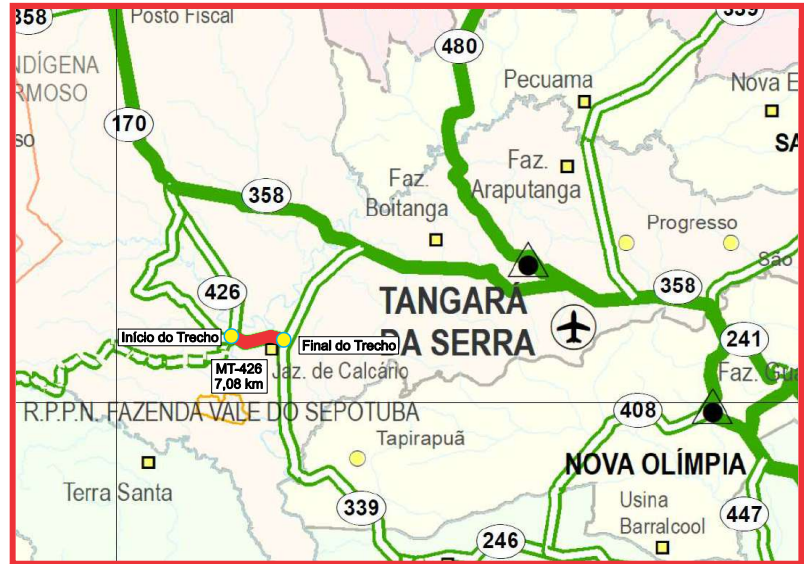 358
Posto Fiscal
339
480
NDÍGENA
RMOSO
Pecuama
Nova E
170
so
SA
Faz.
Araputanga
Faz.
Boitanga
358
Progresso
São
426
358
TANGARÁ
DA SERRA
Início do Trecho
Final do Trecho
241
MT-426
7,08 km
Jaz. de Calcário
Faz. Gua
R.P.P.N. FAZENDA VALE DO SEPOTUBA
408
Tapirapuã
NOVA OLÍMPIA
Terra Santa
Usina
Barralcool
339
447
246